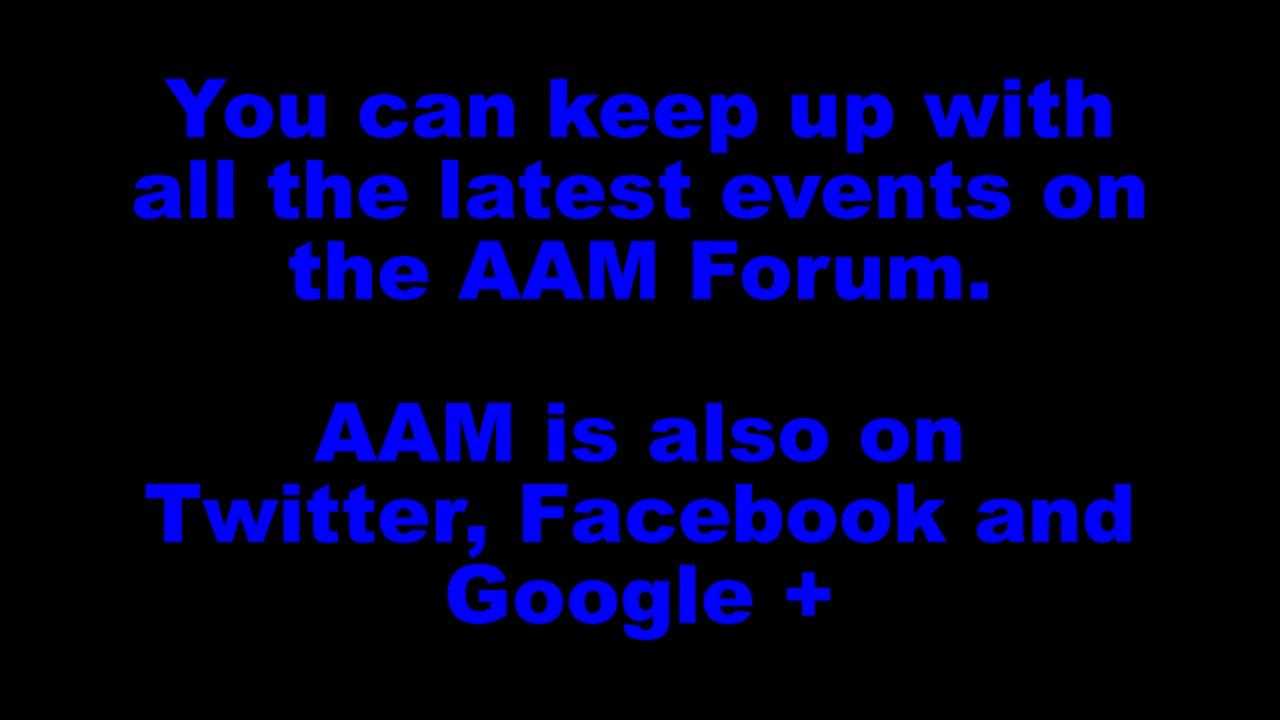 You can keep up with
all the latest events on
the AAM Forum.
AAM is also on
Twitter, Facebook and
Google +